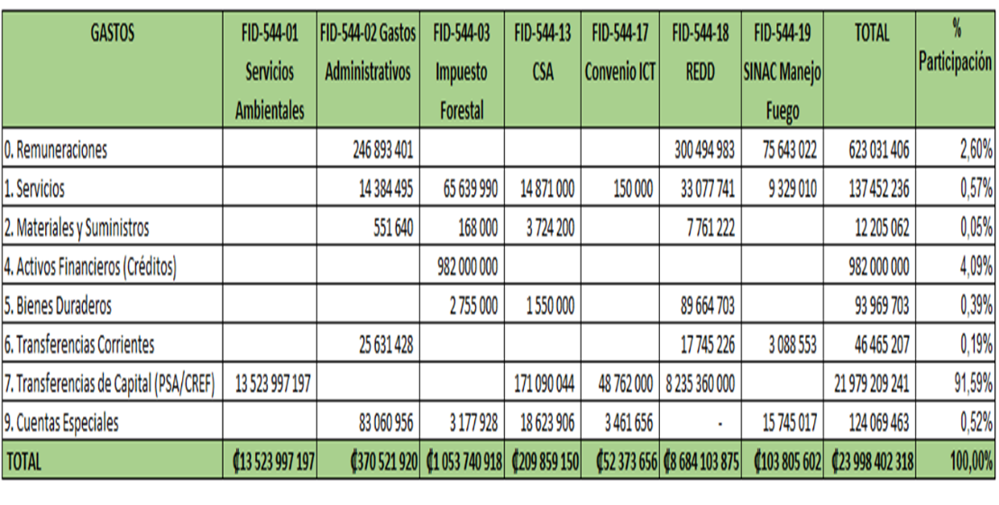 GASTOS FID-544-01 Servicios Ambientales FID-544-02 Gastos Administrativos FID-544-03 Impuesto Forestal FID-544-13 CSA FID-544-17 Convenio ICT FID-544-18 REDD FID-544-19 SINAC Manejo Fuego TOTAL % Participación
0. Remuneraciones 246 893 401 300 494 983 75 643 022 623 031 406 2,60%
1. Servicios 14 384 495 65 639 990 14 871 000 150 000 33 077 741 9 329 010 137 452 236 0,57%
2. Materiales y Suministros 551 640 168 000 3 724 200 7 761 222 12 205 062 0,05%
4. Activos Financieros (Créditos) 982 000 000 982 000 000 4,09%
5. Bienes Duraderos 2 755 000 1 550 000 89 664 703 93 969 703 0,39%
6. Transferencias Corrientes 25 631 428 17 745 226 3 088 553 46 465 207 0,19%
7. Transferencias de Capital (PSA/CREF) 13 523 997 197 171 090 044 48 762 000 8 235 360 000 21 979 209 241 91,59%
9. Cuentas Especiales 83 060 956 3 177 928 18 623 906 3 461 656 - 15 745 017 124 069 463 0,52%
TOTAL ₡13 523 997 197 ₡370 521 920 ₡1 053 740 918 ₡209 859 150 ₡52 373 656 ₡8 684 103 875 ₡103 805 602 ₡23 998 402 318 100,00%